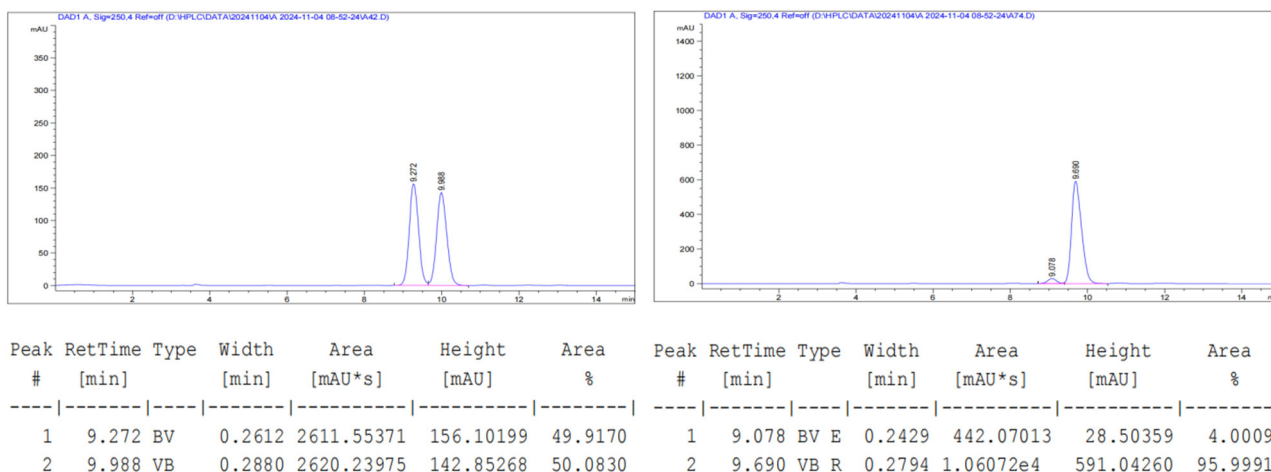 DAD1 A, Sig=250,4 Ref=off (D:\HPLC\DATA\20241104\A 2024-11-04 08-52-24\A42.D)
mAU
350
300
250
200
150
100
50
0
9.272
9.988
2
4
6
8
10
12
14
min
DAD1 A, Sig=250,4 Ref=off (D:\HPLC\DATA\20241104\A 2024-11-04 08-52-24\A74.D)
mAU
1400
1200
1000
800
600
400
200
0
9.078
9.690
2
4
6
8
10
12
14
Peak RetTime Type Width Area Height Area
# [min] [min] [mAU*s] [mAU] %
----|-------|----|-------|----------|----------|--------|
1 9.272 BV 0.2612 2611.55371 156.10199 49.9170
2 9.988 VB 0.2880 2620.23975 142.85268 50.0830
Peak RetTime Type Width Area Height Area
# [min] [min] [mAU*s] [mAU] %
----|-------|----|-------|----------|----------|--------
1 9.078 BV E 0.2429 442.07013 28.50359 4.0009
2 9.690 VB R 0.2794 1.06072e4 591.04260 95.9991